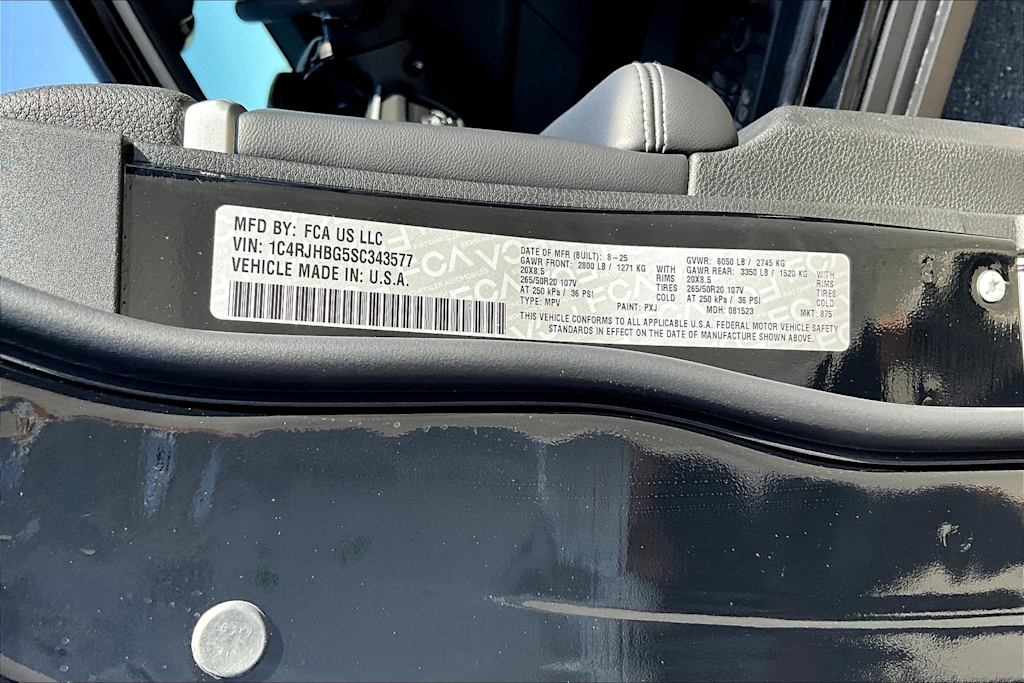 MFD BY: FCA US LLC
VIN: 1C4RJHBG5SC343577
VEHICLE MADE IN U.S.A.
DATE OF MFR (BUILT): 8-25
GAWR FRONT: 2800 LB / 1271 KG WITH
20X8.5 RIMS
265/50R20 107V TIRES
AT 250 kPa / 36 PSI COLD
TYPE: MPV PAINT: PXJ
GVWR: 6050 LB / 2745 KG
GAWR REAR: 3350 LB / 1520 KG WITH
20X8.5 RIMS
265/50R20 107V TIRES
AT 250 kPa / 36 PSI COLD
MDH: 081523 MKT: 875
THIS VEHICLE CONFORMS TO ALL APPLICABLE U.S.A. FEDERAL MOTOR VEHICLE SAFETY
STANDARDS IN EFFECT ON THE DATE OF MANUFACTURE SHOWN ABOVE.